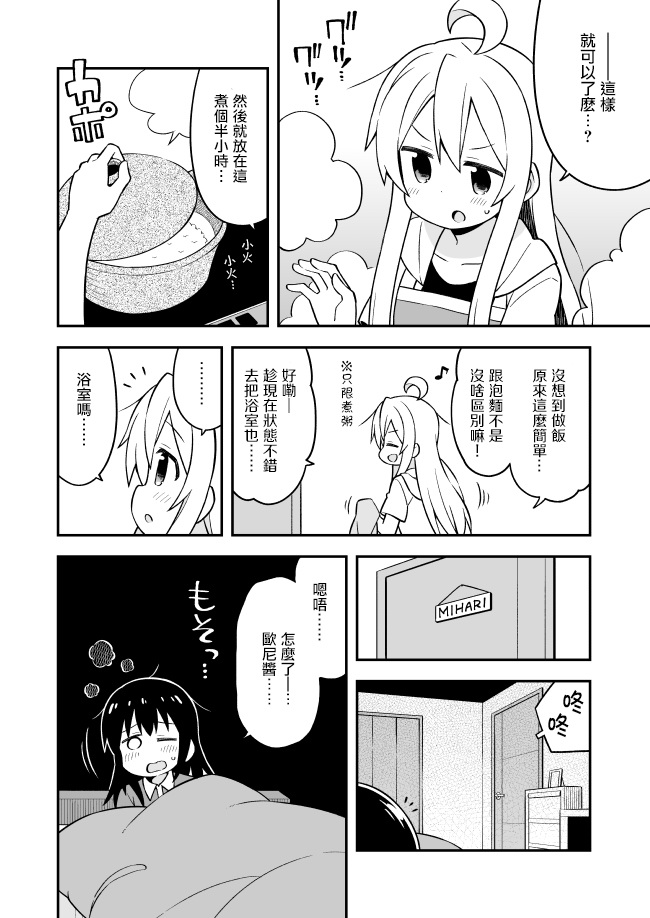 ——這樣
就可以了麼…?
グッ…
グッ…
然後就放在這
煮個半小時…
カポ
小火
小火…
沒想到做飯
原來這麼簡單…
跟泡麵不是
沒啥區別嘛!
※只限煮粥
好嘞—
趁現在狀態不錯
去把浴室也……
………
浴室嗎……
MIHARI
咚
咚
嗯唔……
怎麼了—…
歐尼醬……
もそっ…